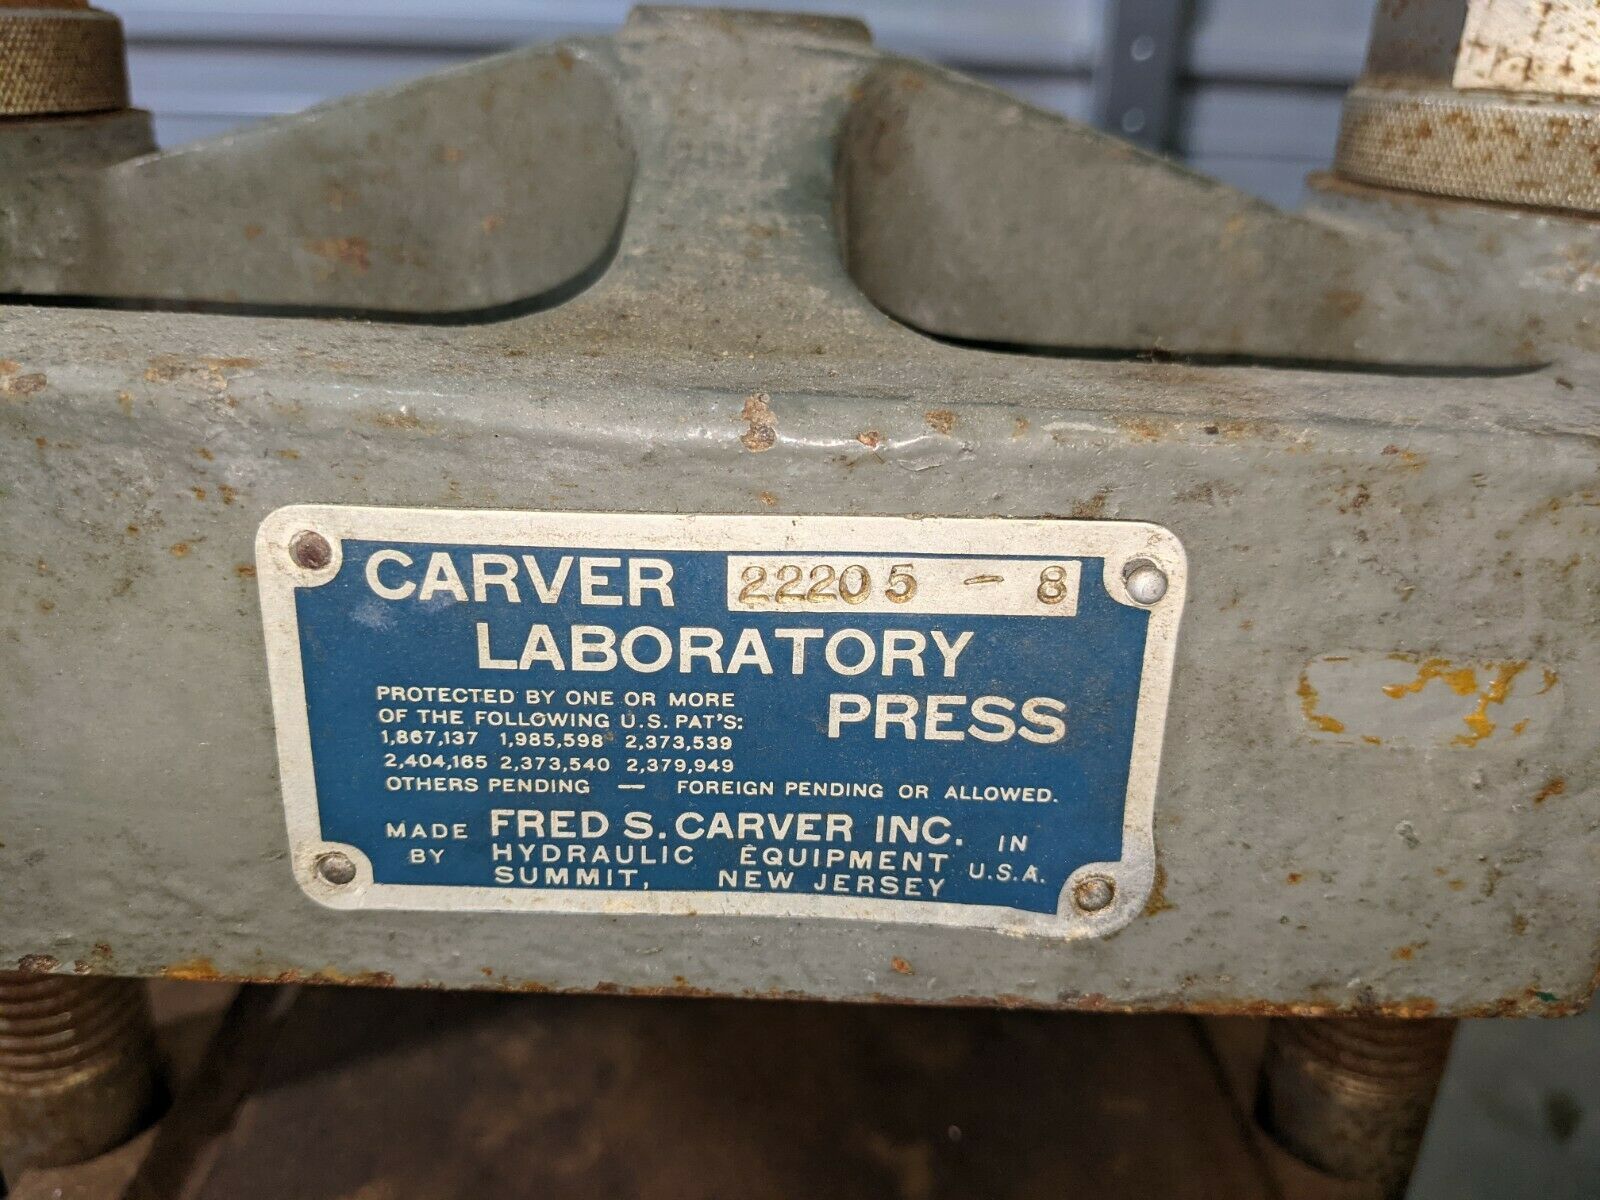 CARVER 22205 - 8
LABORATORY
PRESS
PROTECTED BY ONE OR MORE
OF THE FOLLOWING U.S. PAT'S:
1,867,137 1,985,598 2,373,539
2,404,165 2,373,540 2,379,949
OTHERS PENDING — FOREIGN PENDING OR ALLOWED.
MADE BY FRED S. CARVER INC. IN U.S.A.
HYDRAULIC EQUIPMENT
SUMMIT, NEW JERSEY